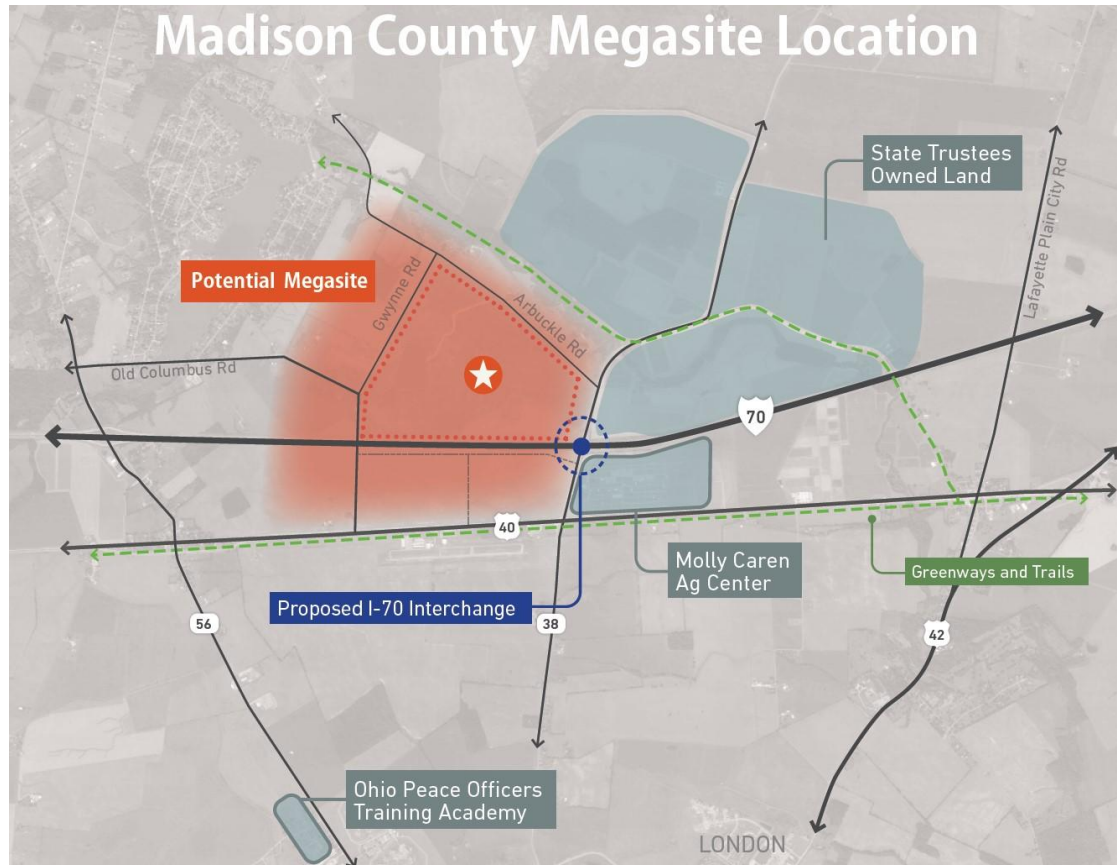 Madison County Megasite Location
State Trustees
Owned Land
Lafayette Plain City Rd
Potential Megasite
Gwynne Rd
Arbuckle Rd
Old Columbus Rd
70
40
Molly Caren
Ag Center
Greenways and Trails
Proposed I-70 Interchange
56
38
42
Ohio Peace Officers
Training Academy
LONDON